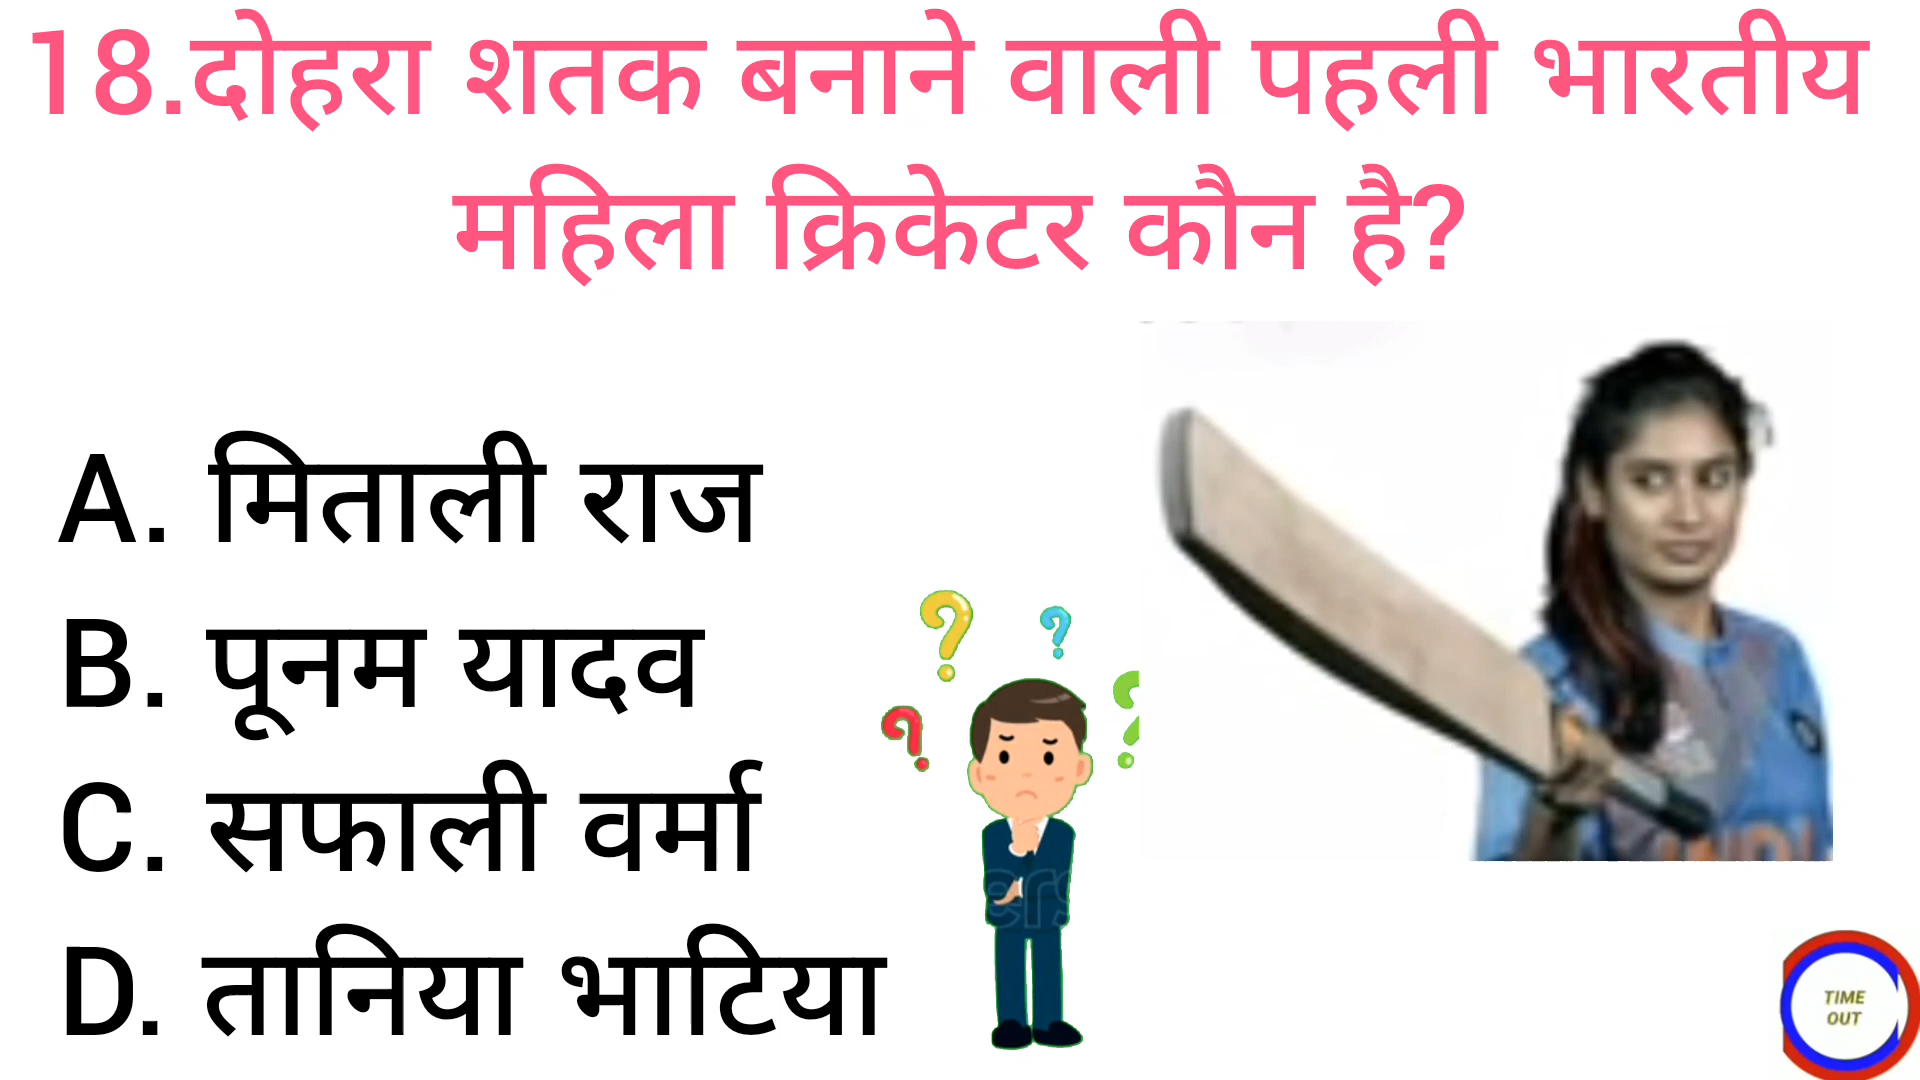 18.दोहरा शतक बनाने वाली पहली भारतीय
महिला क्रिकेटर कौन है?
A. मिताली राज
B. पूनम यादव
C. सफाली वर्मा
D. तानिया भाटिया
TIME
OUT